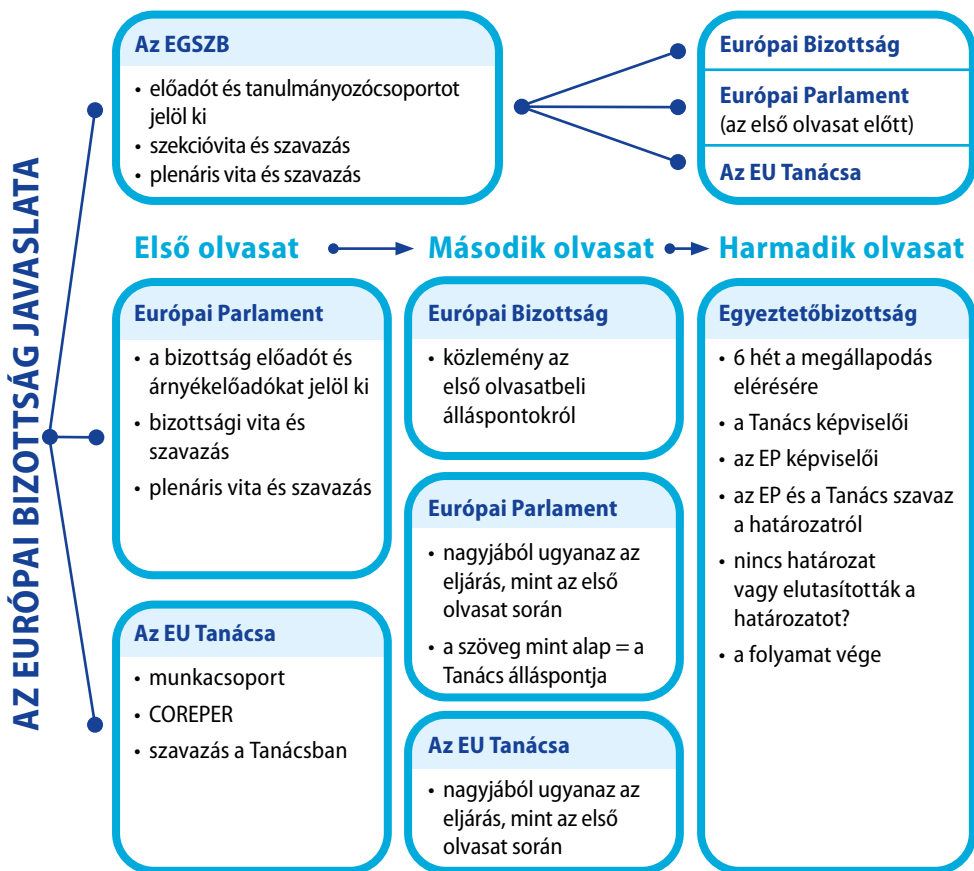 AZ EURÓPAI BIZOTTSÁG JAVASLATA
Az EGSZB
• előadót és tanulmányozócsoportot
jelöl ki
• szekcióvita és szavazás
• plenáris vita és szavazás
Európai Bizottság
Európai Parlament
(az első olvasat előtt)
Az EU Tanácsa
Első olvasat
Második olvasat
Harmadik olvasat
Európai Parlament
• a bizottság előadót és
árnyékelőadókat jelöl ki
• bizottsági vita és
szavazás
• plenáris vita és szavazás
Az EU Tanácsa
• munkacsoport
• COREPER
• szavazás a Tanácsban
Európai Bizottság
• közlemény az
első olvasatbeli
álláspontokról
Európai Parlament
• nagyjából ugyanaz az
eljárás, mint az első
olvasat során
• a szöveg mint alap = a
Tanács álláspontja
Az EU Tanácsa
• nagyjából ugyanaz az
eljárás, mint az első
olvasat során
Egyeztetőbizottság
• 6 hét a megállapodás
elérésére
• a Tanács képviselői
• az EP képviselői
• az EP és a Tanács szavaz
a határozatról
• nincs határozat
vagy elutasították a
határozatot?
• a folyamat vége